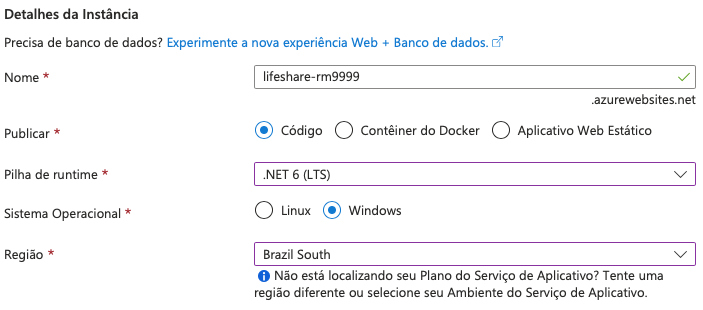 Detalhes da Instância
Precisa de banco de dados? Experimente a nova experiência Web + Banco de dados.
Nome * lifeshare-rm9999
.azurewebsites.net
Publicar * Código Contêiner do Docker Aplicativo Web Estático
Pilha de runtime * .NET 6 (LTS)
Sistema Operacional * Linux Windows
Região * Brazil South
Não está localizando seu Plano do Serviço de Aplicativo? Tente uma
região diferente ou selecione seu Ambiente do Serviço de Aplicativo.